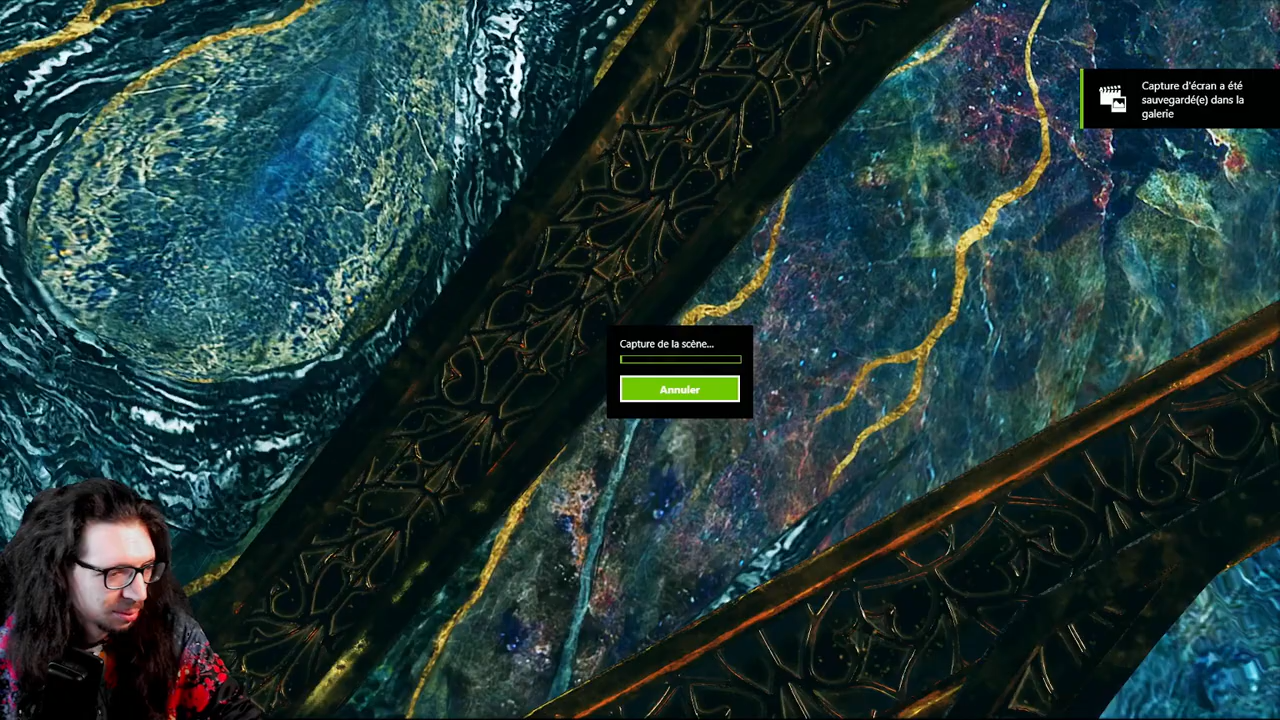 Capture d'écran a été
sauvegardé(e) dans la
galerie
Capture de la scène...
Annuler